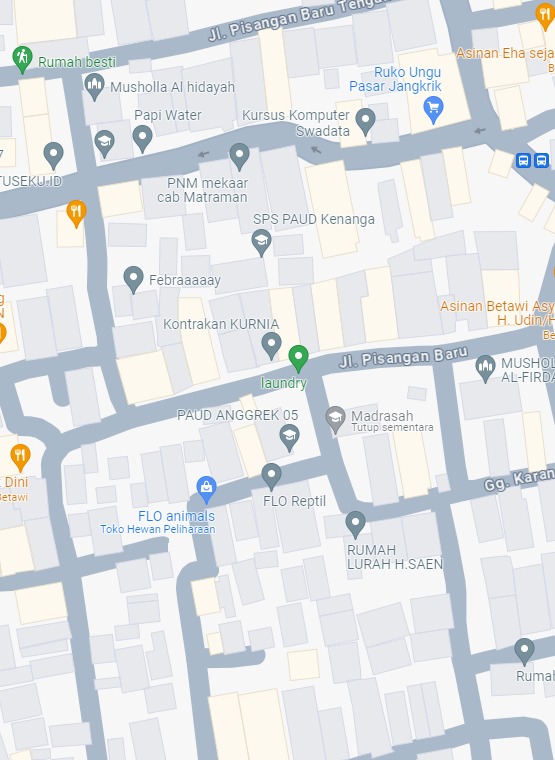 Jl. Pisangan Baru Tenga
Asinan Eha seja
B
Rumah besti
Ruko Ungu
Pasar Jangkrik
Musholla Al hidayah
Papi Water
Kursus Komputer
Swadata
7
TUSEKU ID
PNM mekaar
cab Matraman
SPS PAUD Kenanga
Febraaaaay
g
N
Asinan Betawi Asy
H. Udin/H
Be
Kontrakan KURNIA
Jl. Pisangan Baru
MUSHOL
AL-FIRDA
laundry
PAUD ANGGREK 05
Madrasah
Tutup sementara
Dini
Betawi
Gg. Karan
FLO Reptil
FLO animals
Toko Hewan Peliharaan
RUMAH
LURAH H.SAEN
Rumah